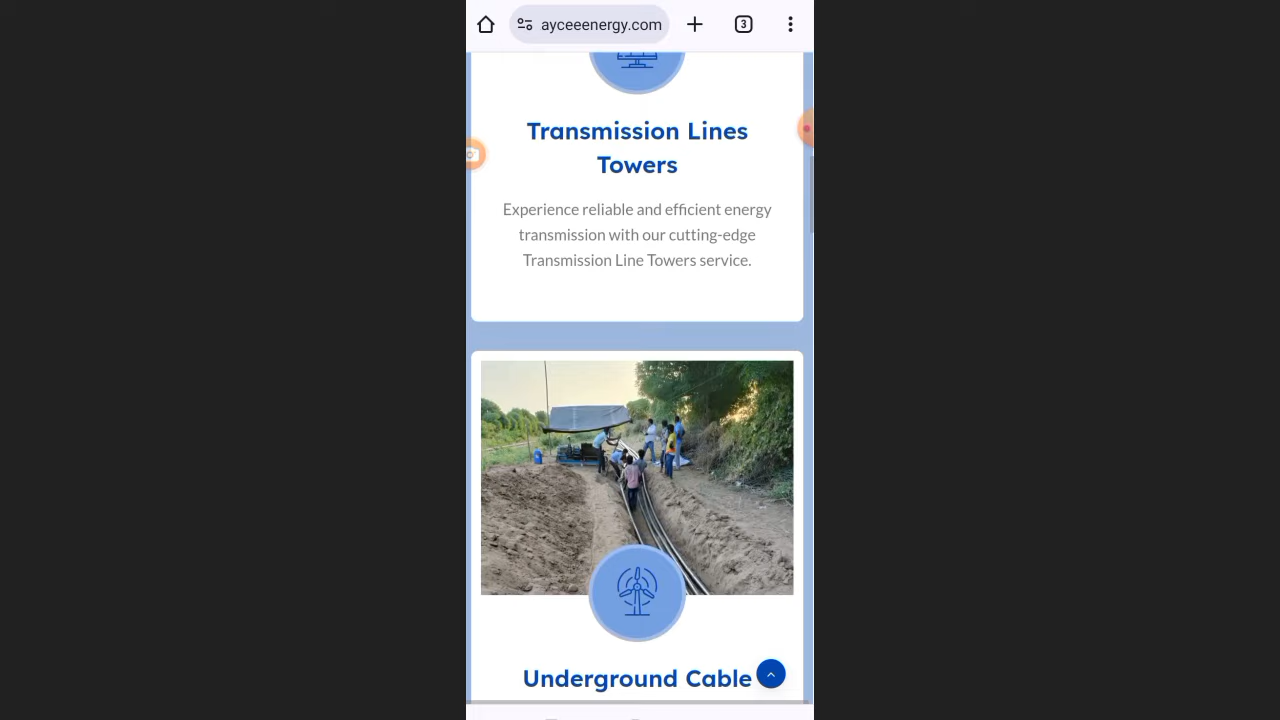 ayceeenergy.com
3
Transmission Lines
Towers
Experience reliable and efficient energy
transmission with our cutting-edge
Transmission Line Towers service.
Underground Cable